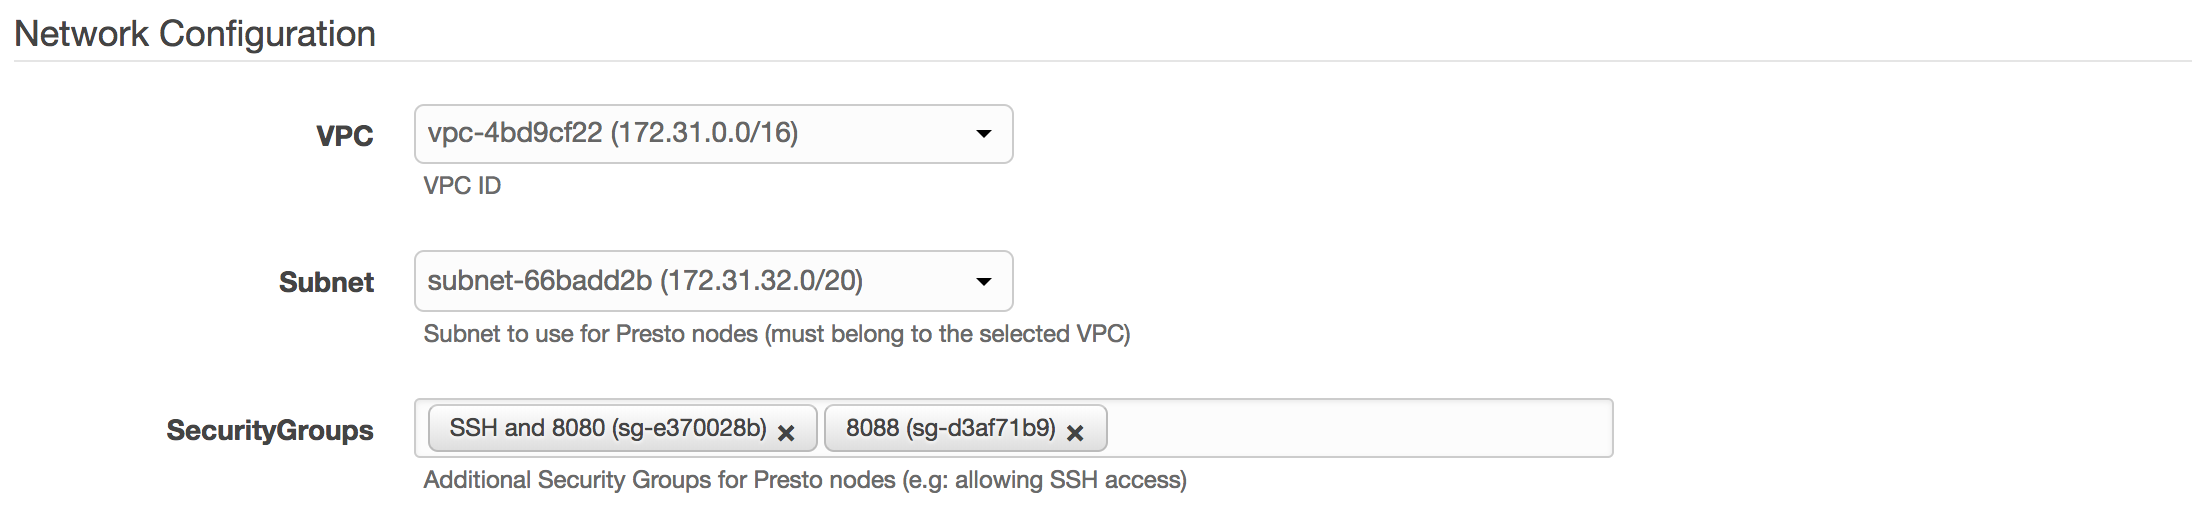 Network Configuration
VPC
vpc-4bd9cf22 (172.31.0.0/16)
VPC ID
Subnet
subnet-66badd2b (172.31.32.0/20)
Subnet to use for Presto nodes (must belong to the selected VPC)
SecurityGroups
SSH and 8080 (sg-e370028b) × 8088 (sg-d3af71b9) ×
Additional Security Groups for Presto nodes (e.g: allowing SSH access)